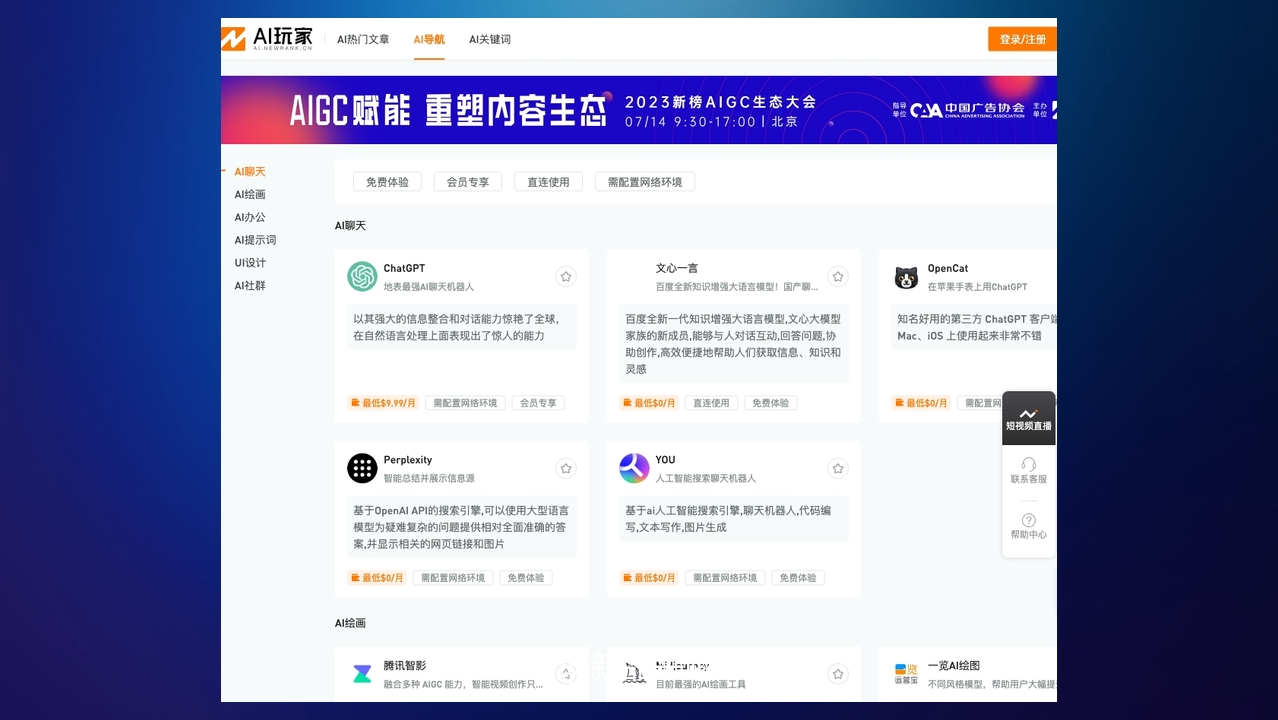 AI玩家
AI.NEWRANK.CN
AI热门文章
AI导航
AI关键词
登录/注册
AIGC赋能 重塑内容生态
2023新榜AIGC生态大会
07/14 9:30-17:00 | 北京
指导单位
CAA 中国广告协会
CHINA ADVERTISING ASSOCIATION
主办单位
AI聊天
AI绘画
AI办公
AI提示词
UI设计
AI社群
免费体验
会员专享
直连使用
需配置网络环境
AI聊天
ChatGPT
地表最强AI聊天机器人
以其强大的信息整合和对话能力惊艳了全球,
在自然语言处理上面表现出了惊人的能力
最低$9.99/月
需配置网络环境
会员专享
文心一言
百度全新知识增强大语言模型！国产聊...
百度全新一代知识增强大语言模型,文心大模型
家族的新成员,能够与人对话互动,回答问题,协
助创作,高效便捷地帮助人们获取信息、知识和
灵感
最低$0/月
直连使用
免费体验
OpenCat
在苹果手表上用ChatGPT
知名好用的第三方 ChatGPT 客户端
Mac、iOS 上使用起来非常不错
最低$0/月
需配置网
短视频直播
联系客服
帮助中心
Perplexity
智能总结并展示信息源
基于OpenAI API的搜索引擎,可以使用大型语言
模型为疑难复杂的问题提供相对全面准确的答
案,并显示相关的网页链接和图片
最低$0/月
需配置网络环境
免费体验
YOU
人工智能搜索聊天机器人
基于ai人工智能搜索引擎,聊天机器人,代码编
写,文本写作,图片生成
最低$0/月
需配置网络环境
免费体验
AI绘画
腾讯智影
融合多种 AIGC 能力，智能视频创作只...
Midjourney
目前最强的AI绘画工具
一览
运营宝
一览AI绘图
不同风格模型，帮助用户大幅提